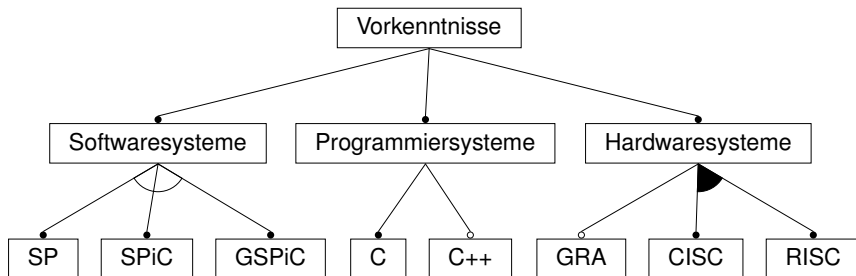 Vorkenntnisse
Softwaresysteme Programmiersysteme Hardwaresysteme
SP SPiC GSPiC C C++ GRA CISC RISC